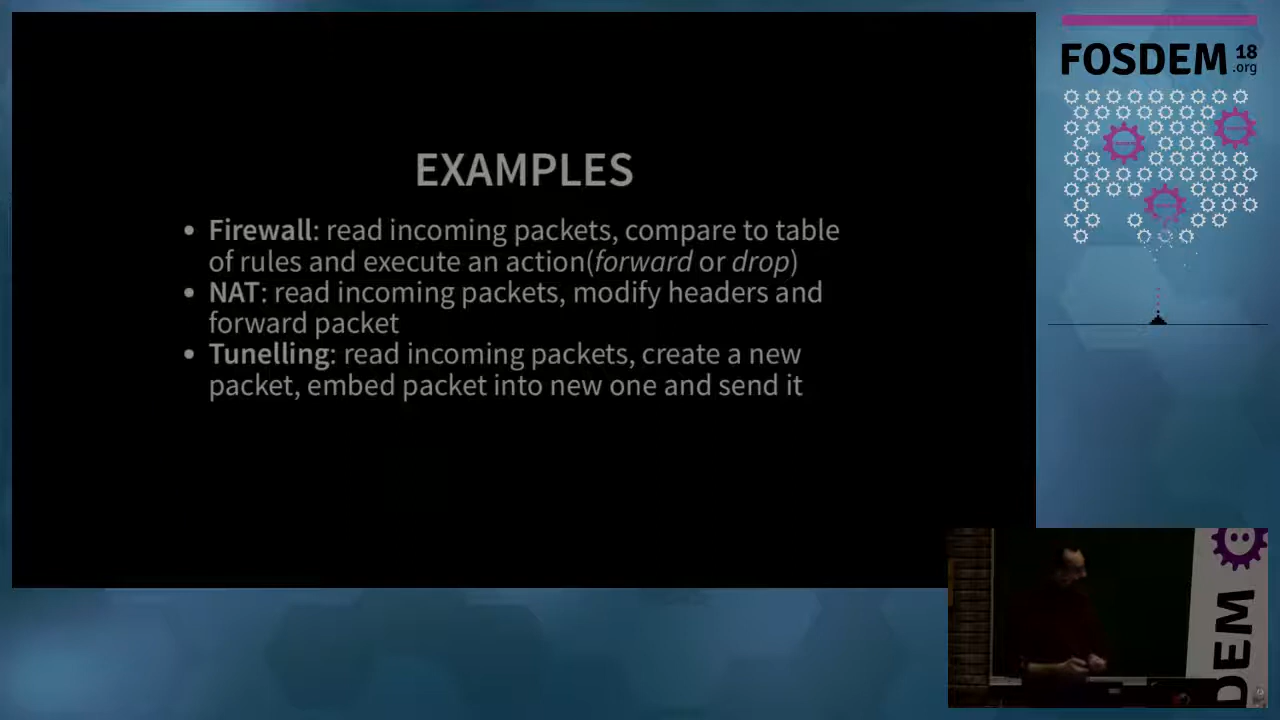 EXAMPLES
• Firewall: read incoming packets, compare to table
of rules and execute an action(forward or drop)
• NAT: read incoming packets, modify headers and
forward packet
• Tunelling: read incoming packets, create a new
packet, embed packet into new one and send it
FOSDEM 18
.org
DEM